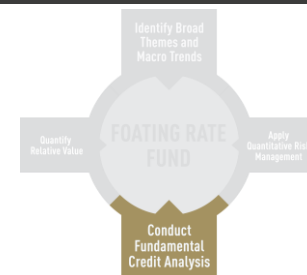 Identify Broad
Themes and
Macro Trends
Quantify
Relative Value
FOATING RATE
FUND
Apply
Quantitative Risk
Management
Conduct
Fundamental
Credit Analysis